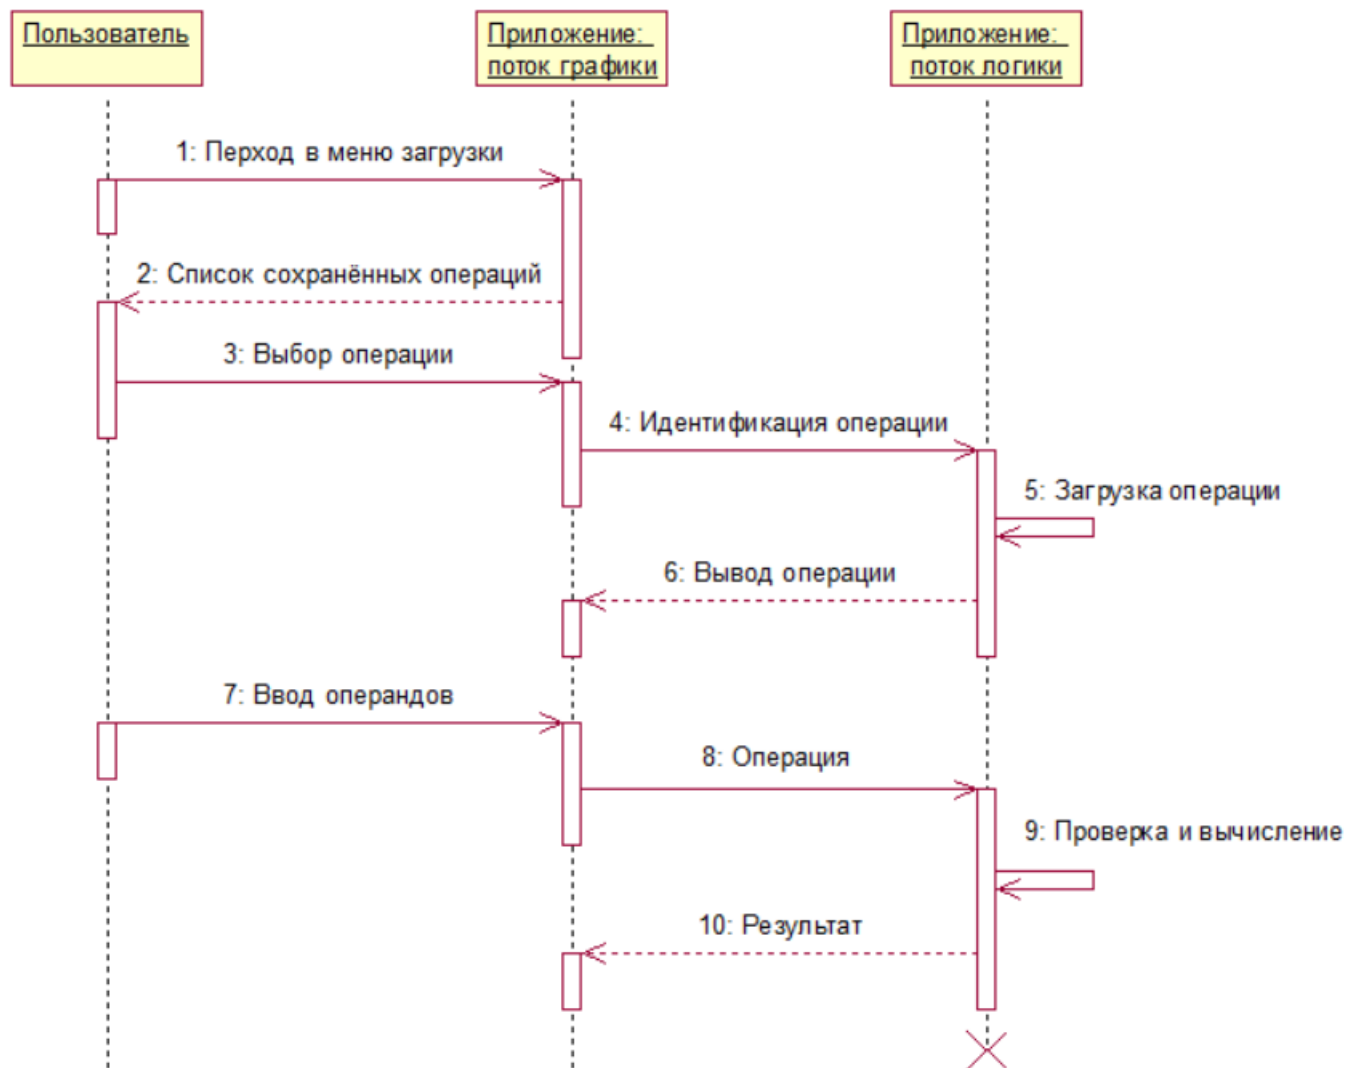 Пользователь
Приложение:
поток графики
Приложение:
поток логики
1: Перход в меню загрузки
2: Список сохранённых операций
3: Выбор операции
4: Идентификация операции
5: Загрузка операции
6: Вывод операции
7: Ввод операндов
8: Операция
9: Проверка и вычисление
10: Результат